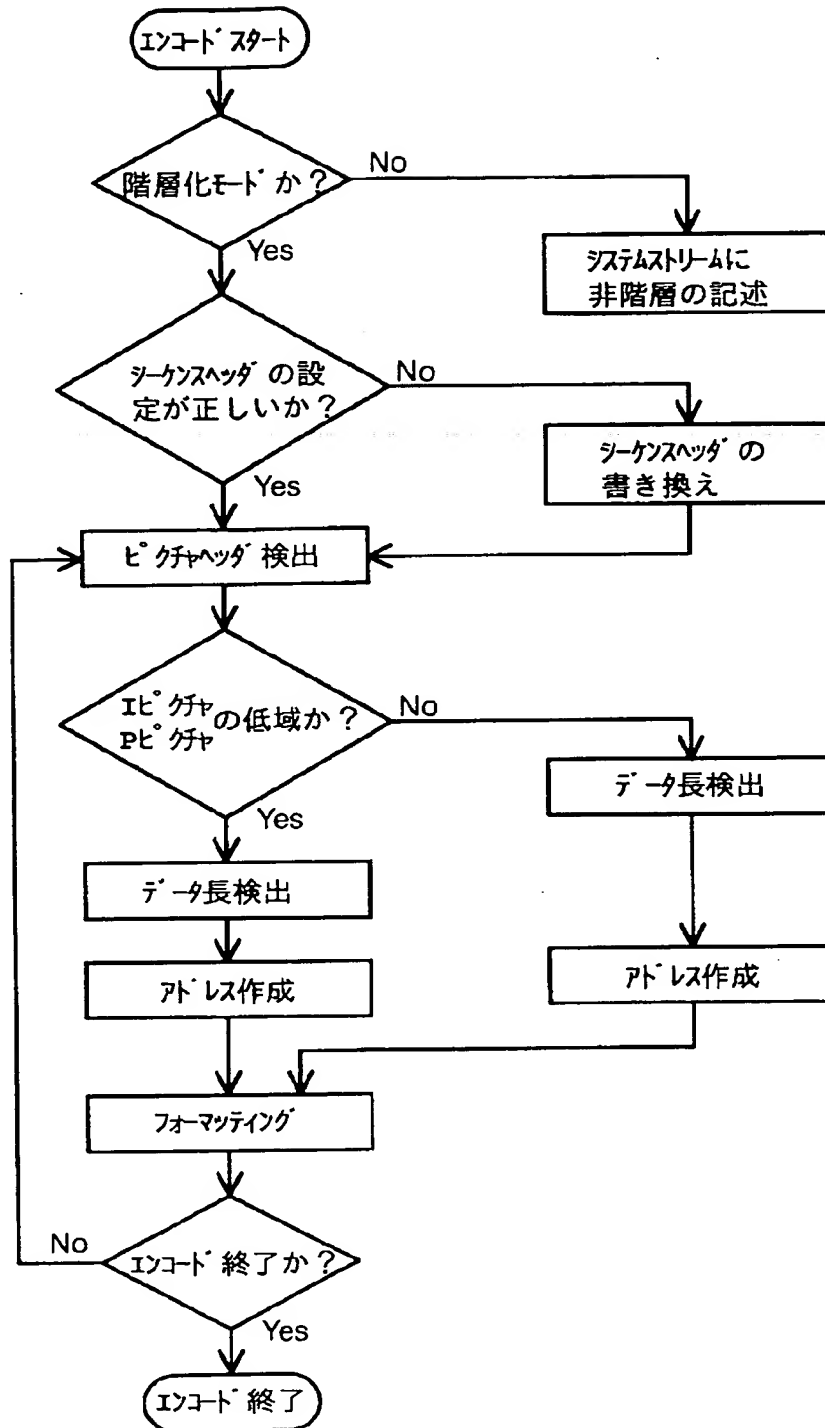 ｴﾝｺｰﾄﾞｽﾀｰﾄ
階層化ﾓｰﾄﾞか？
No
Yes
ｼｽﾃﾑｽﾄﾘｰﾑに
非階層の記述
ｼｰｹﾝｽﾍｯﾀﾞの設
定が正しいか？
No
Yes
ｼｰｹﾝｽﾍｯﾀﾞの
書き換え
ﾋﾟｸﾁｬﾍｯﾀﾞ検出
Iﾋﾟｸﾁｬ
Pﾋﾟｸﾁｬ
の低域か？
No
Yes
ﾃﾞｰﾀ長検出
ﾃﾞｰﾀ長検出
ｱﾄﾞﾚｽ作成
ｱﾄﾞﾚｽ作成
ﾌｫｰﾏｯﾃｨﾝｸﾞ
No
ｴﾝｺｰﾄﾞ終了か？
Yes
ｴﾝｺｰﾄﾞ終了